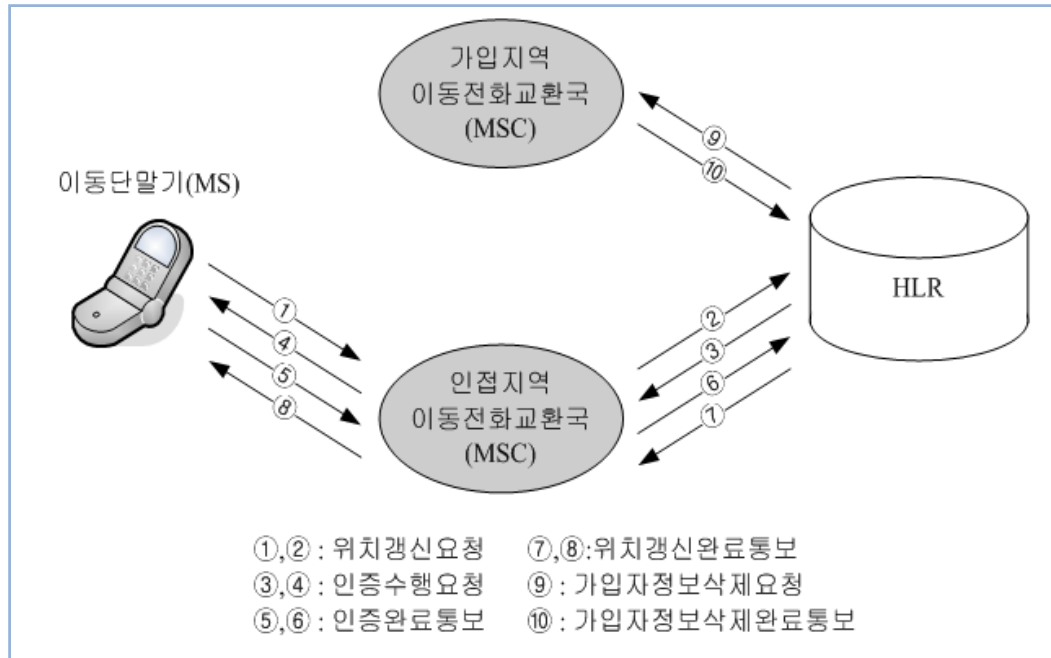 가입지역
이동전화교환국
(MSC)
⑨
⑩
이동단말기(MS)
HLR
①
④
⑤
⑧
②
③
⑥
⑦
인접지역
이동전화교환국
(MSC)
①,② : 위치갱신요청 ⑦,⑧:위치갱신완료통보
③,④ : 인증수행요청 ⑨ : 가입자정보삭제요청
⑤,⑥ : 인증완료통보 ⑩ : 가입자정보삭제완료통보